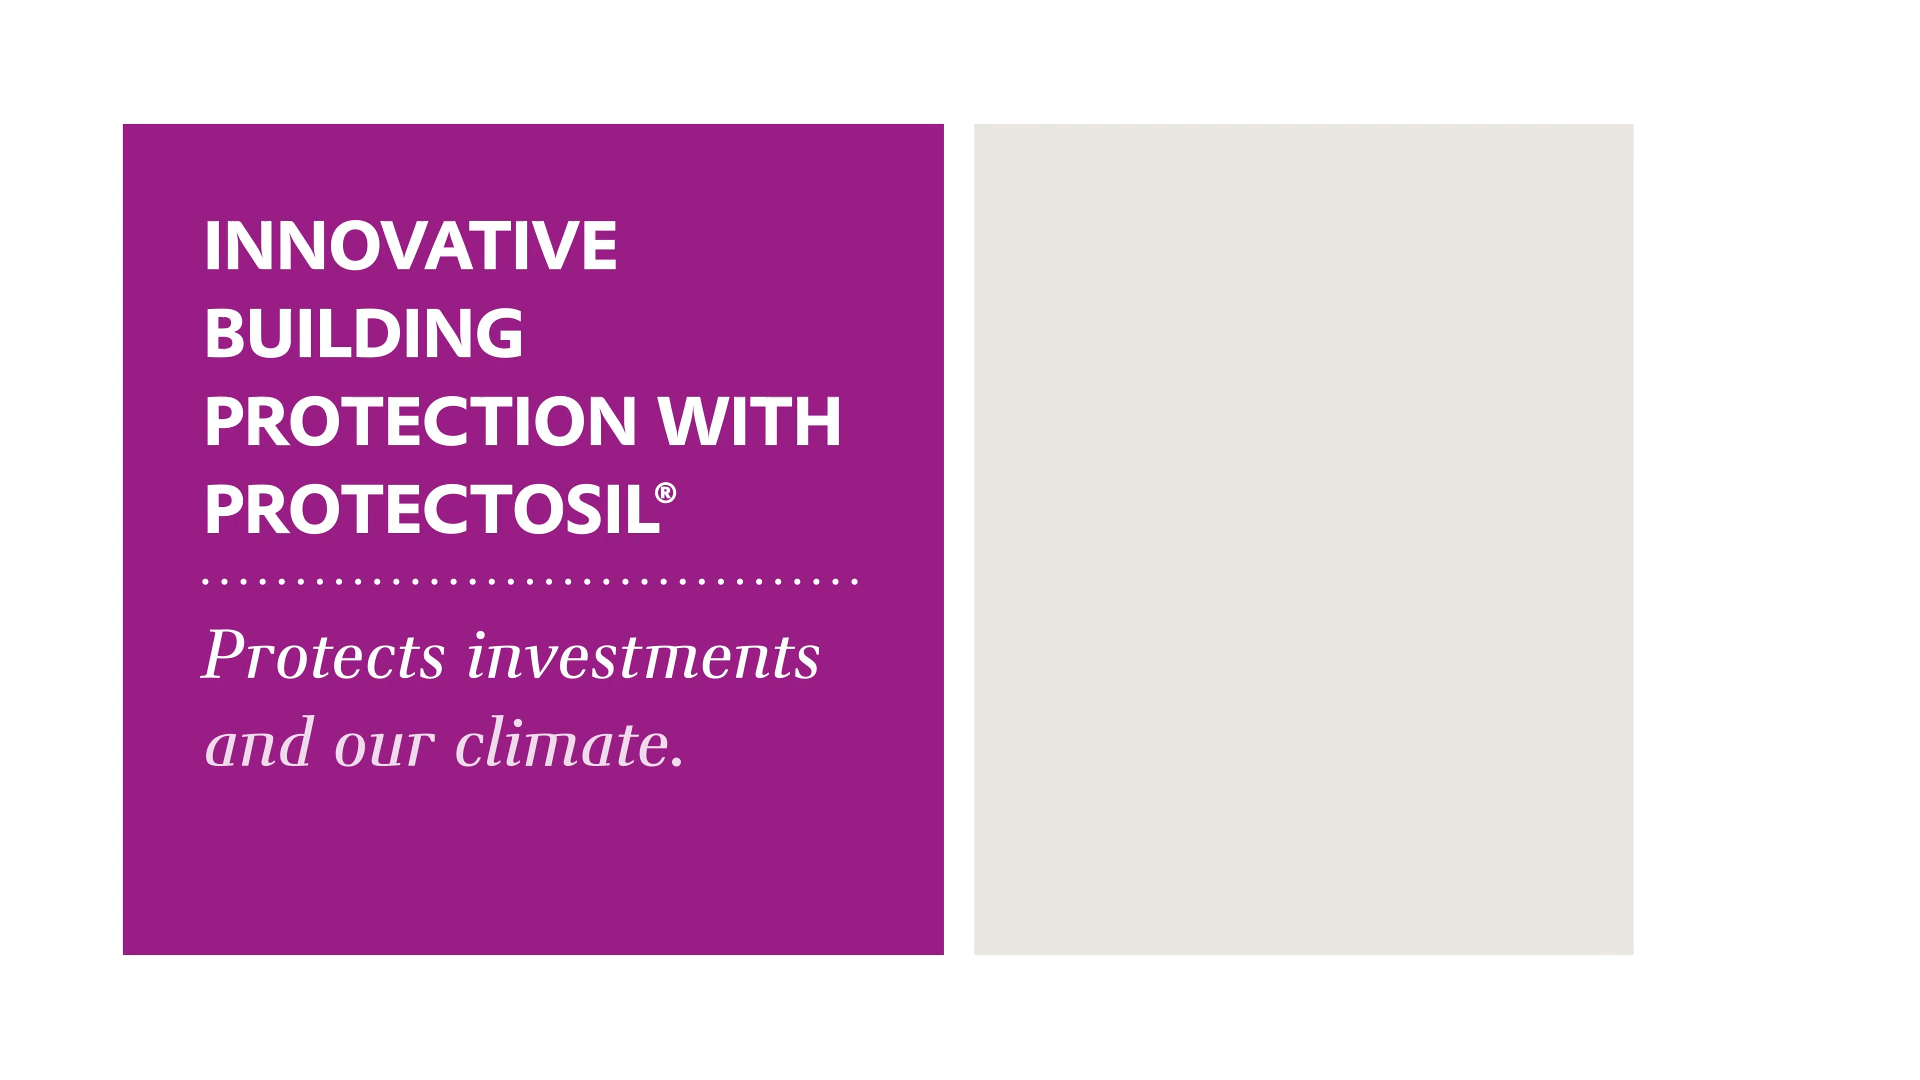 INNOVATIVE
BUILDING
PROTECTION WITH
PROTECTOSIL®
Protects investments
and our climate.